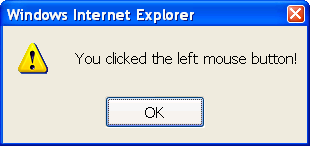 Windows Internet Explorer
You clicked the left mouse button!
OK